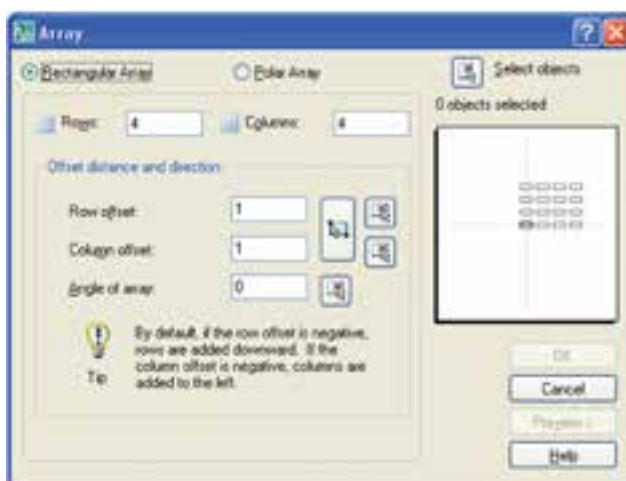 Array
Rectangular Array
Polar Array
Select objects
0 objects selected
Rows: 4
Columns: 4
Offset distance and direction
Row offset: 1
Column offset: 1
Angle of array: 0
By default, if the row offset is negative,
rows are added downward. If the
column offset is negative, columns are
added to the left.
Tip
OK
Cancel
Preview <
Help